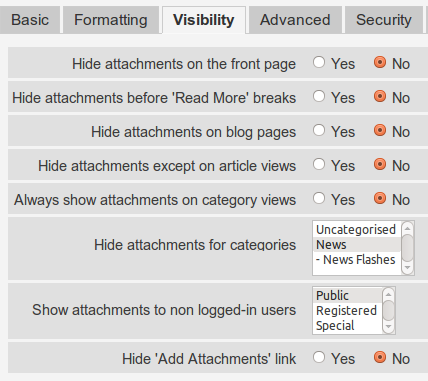 Basic Formatting Visibility Advanced Security
Hide attachments on the front page Yes No
Hide attachments before 'Read More' breaks Yes No
Hide attachments on blog pages Yes No
Hide attachments except on article views Yes No
Always show attachments on category views Yes No
Uncategorised
Hide attachments for categories News
- News Flashes
Public
Show attachments to non logged-in users Registered
Special
Hide 'Add Attachments' link Yes No